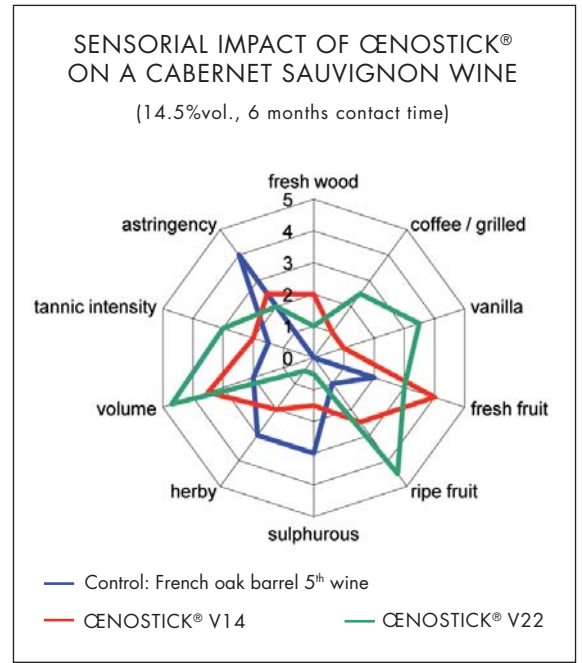 SENSORIAL IMPACT OF ŒNOSTICK®
ON A CABERNET SAUVIGNON WINE
(14.5%vol., 6 months contact time)
fresh wood
5
astringency
coffee / grilled
4
3
2
tannic intensity
vanilla
1
0
volume
fresh fruit
herby
ripe fruit
sulphurous
Control: French oak barrel 5th wine
ŒNOSTICK® V14
ŒNOSTICK® V22